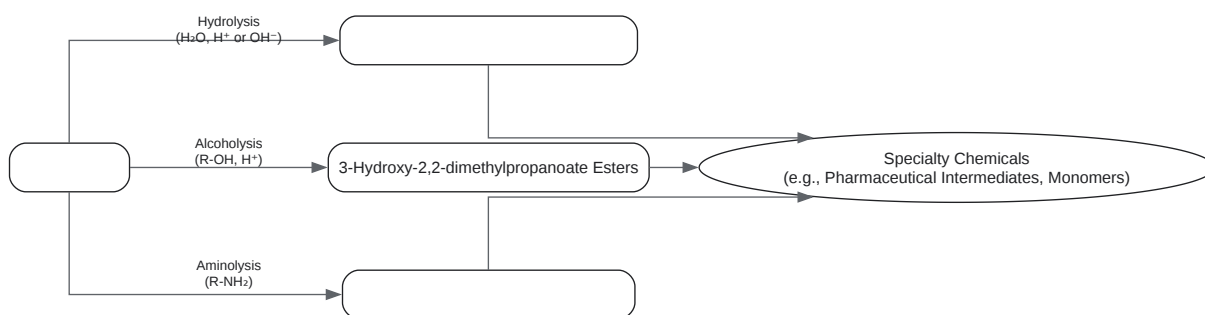 Hydrolysis
(H₂O, H⁺ or OH⁻)
Alcoholysis
(R-OH, H⁺)
3-Hydroxy-2,2-dimethylpropanoate Esters
Specialty Chemicals
(e.g., Pharmaceutical Intermediates, Monomers)
Aminolysis
(R-NH₂)